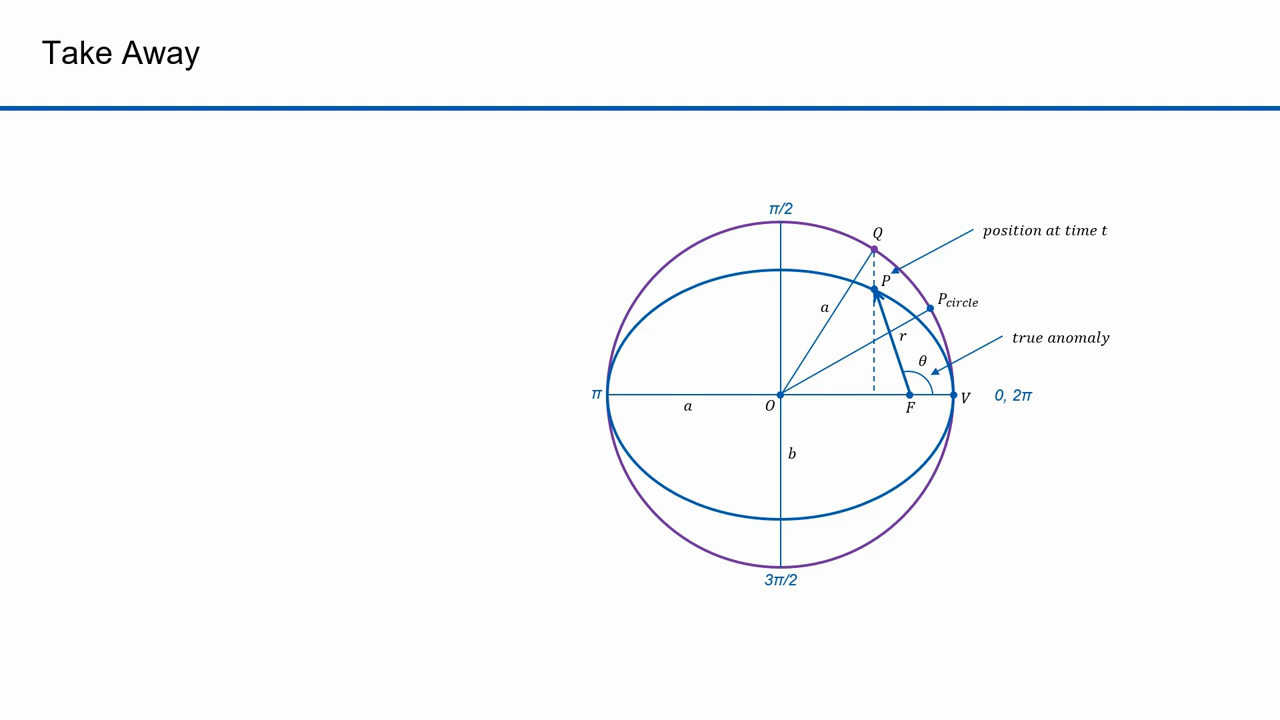 Take Away
π/2
Q
position at time t
P
P_circle
a
r
true anomaly
θ
π
a
O
F
V
0, 2π
b
3π/2